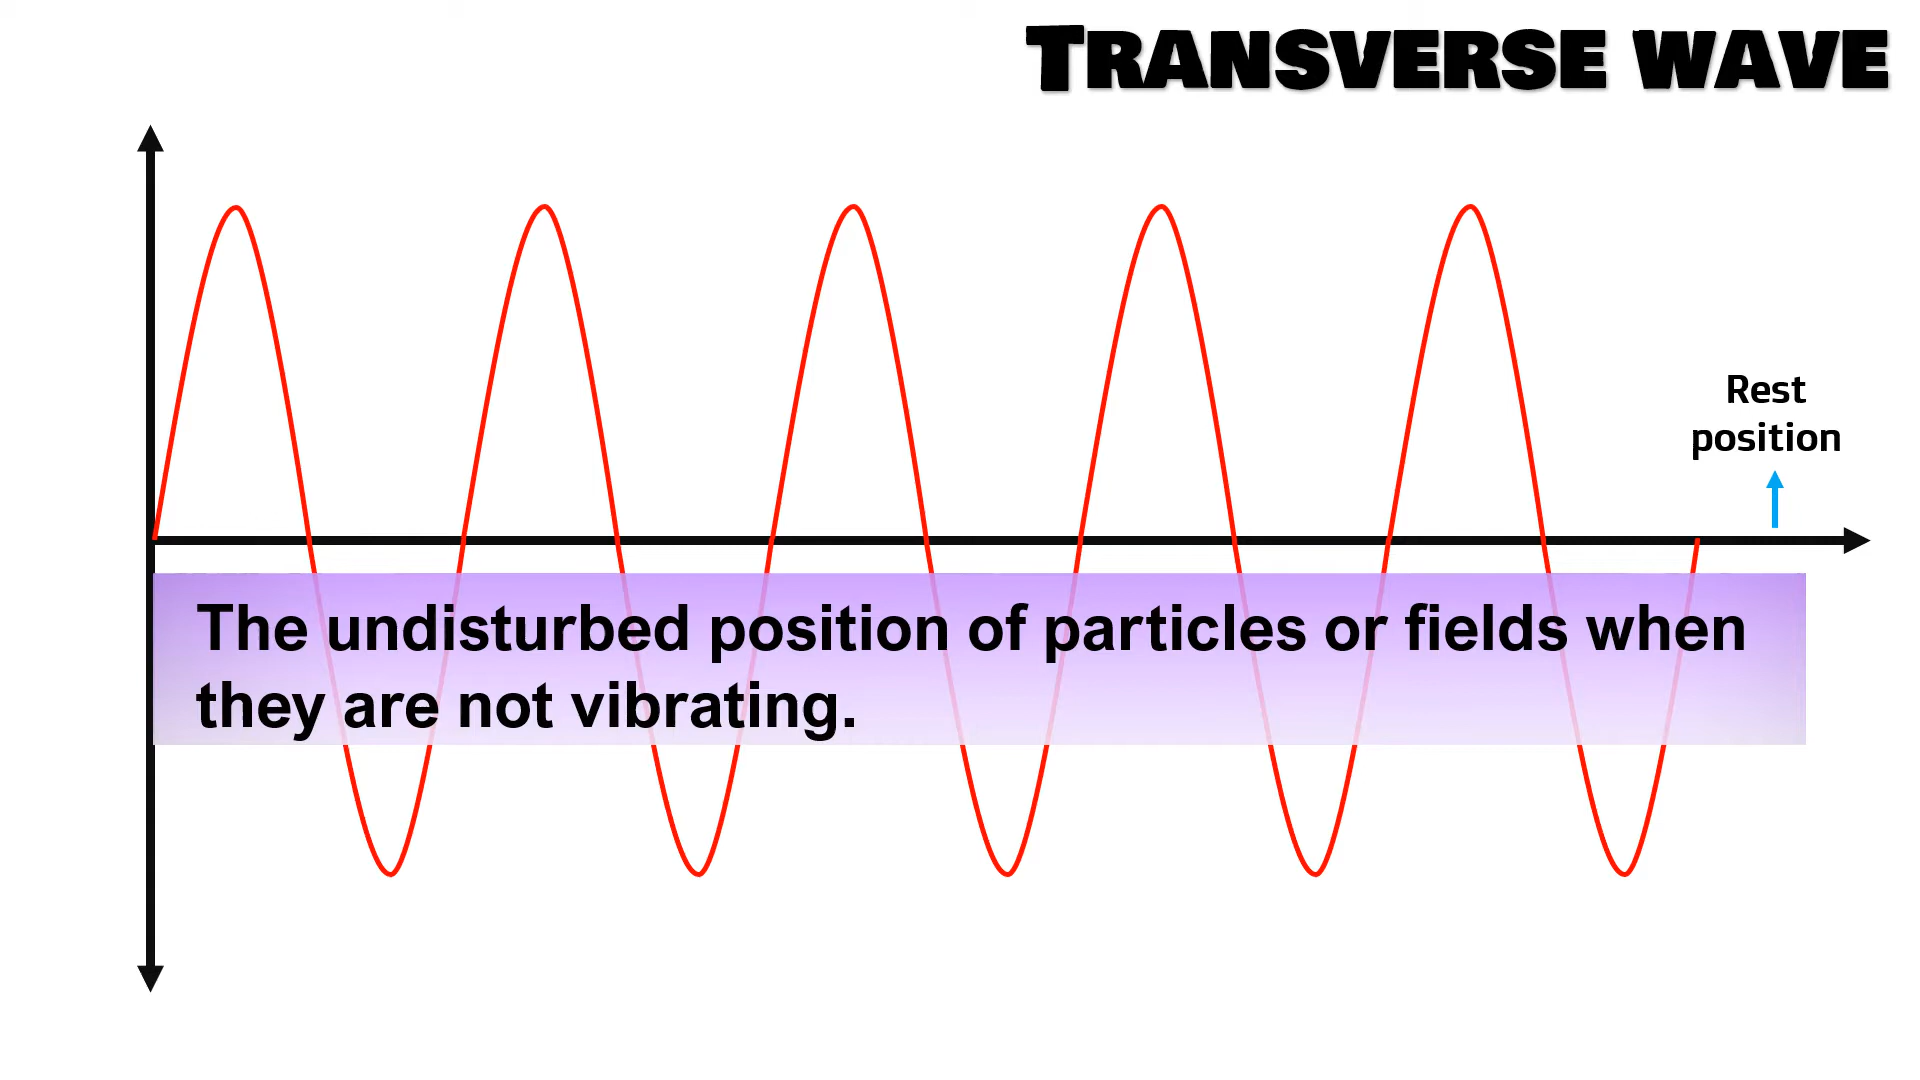 TRANSVERSE WAVE
Rest
position
The undisturbed position of particles or fields when
they are not vibrating.